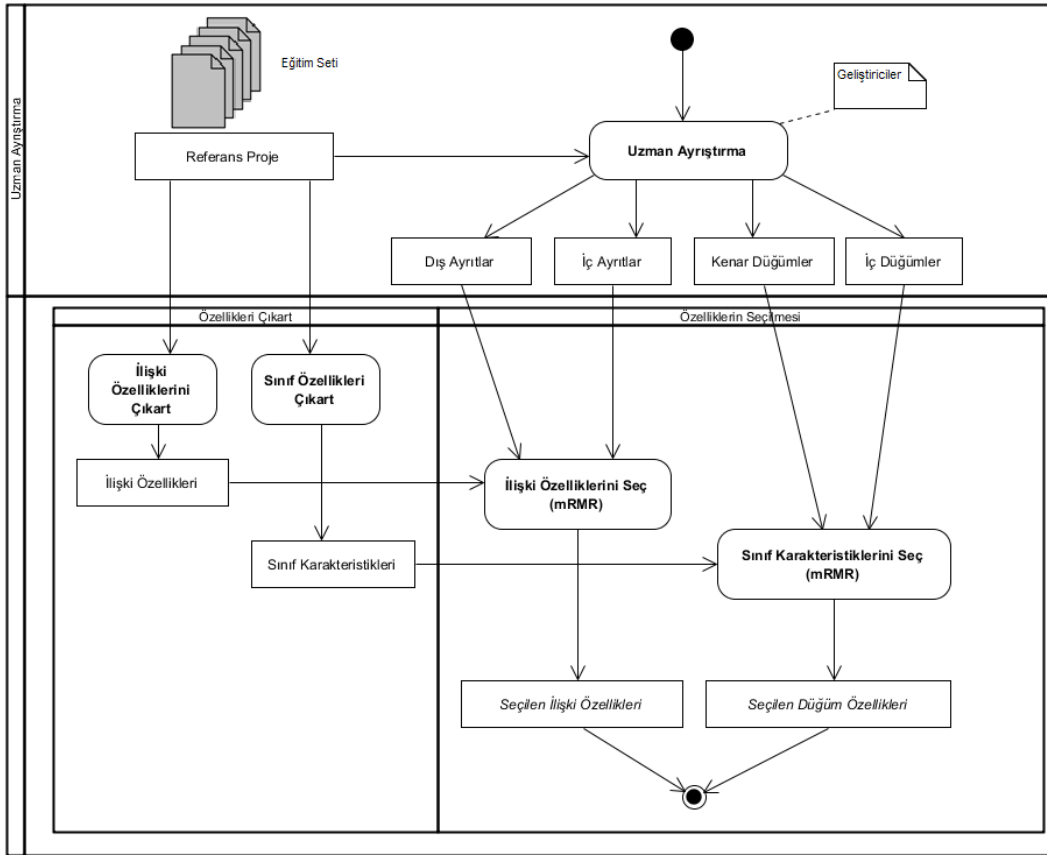 Eğitim Seti
Geliştiriciler
Uzman Ayrıştırma
Referans Proje
Uzman Ayrıştırma
Dış Ayrıtlar
İç Ayrıtlar
Kenar Düğümler
İç Düğümler
Özellikleri Çıkart
Özelliklerin Seçilmesi
İlişki
Özelliklerini
Çıkart
Sınıf Özellikleri
Çıkart
İlişki Özellikleri
İlişki Özelliklerini Seç
(mRMR)
Sınıf Karakteristikleri
Sınıf Karakteristiklerini Seç
(mRMR)
Seçilen İlişki Özellikleri
Seçilen Düğüm Özellikleri